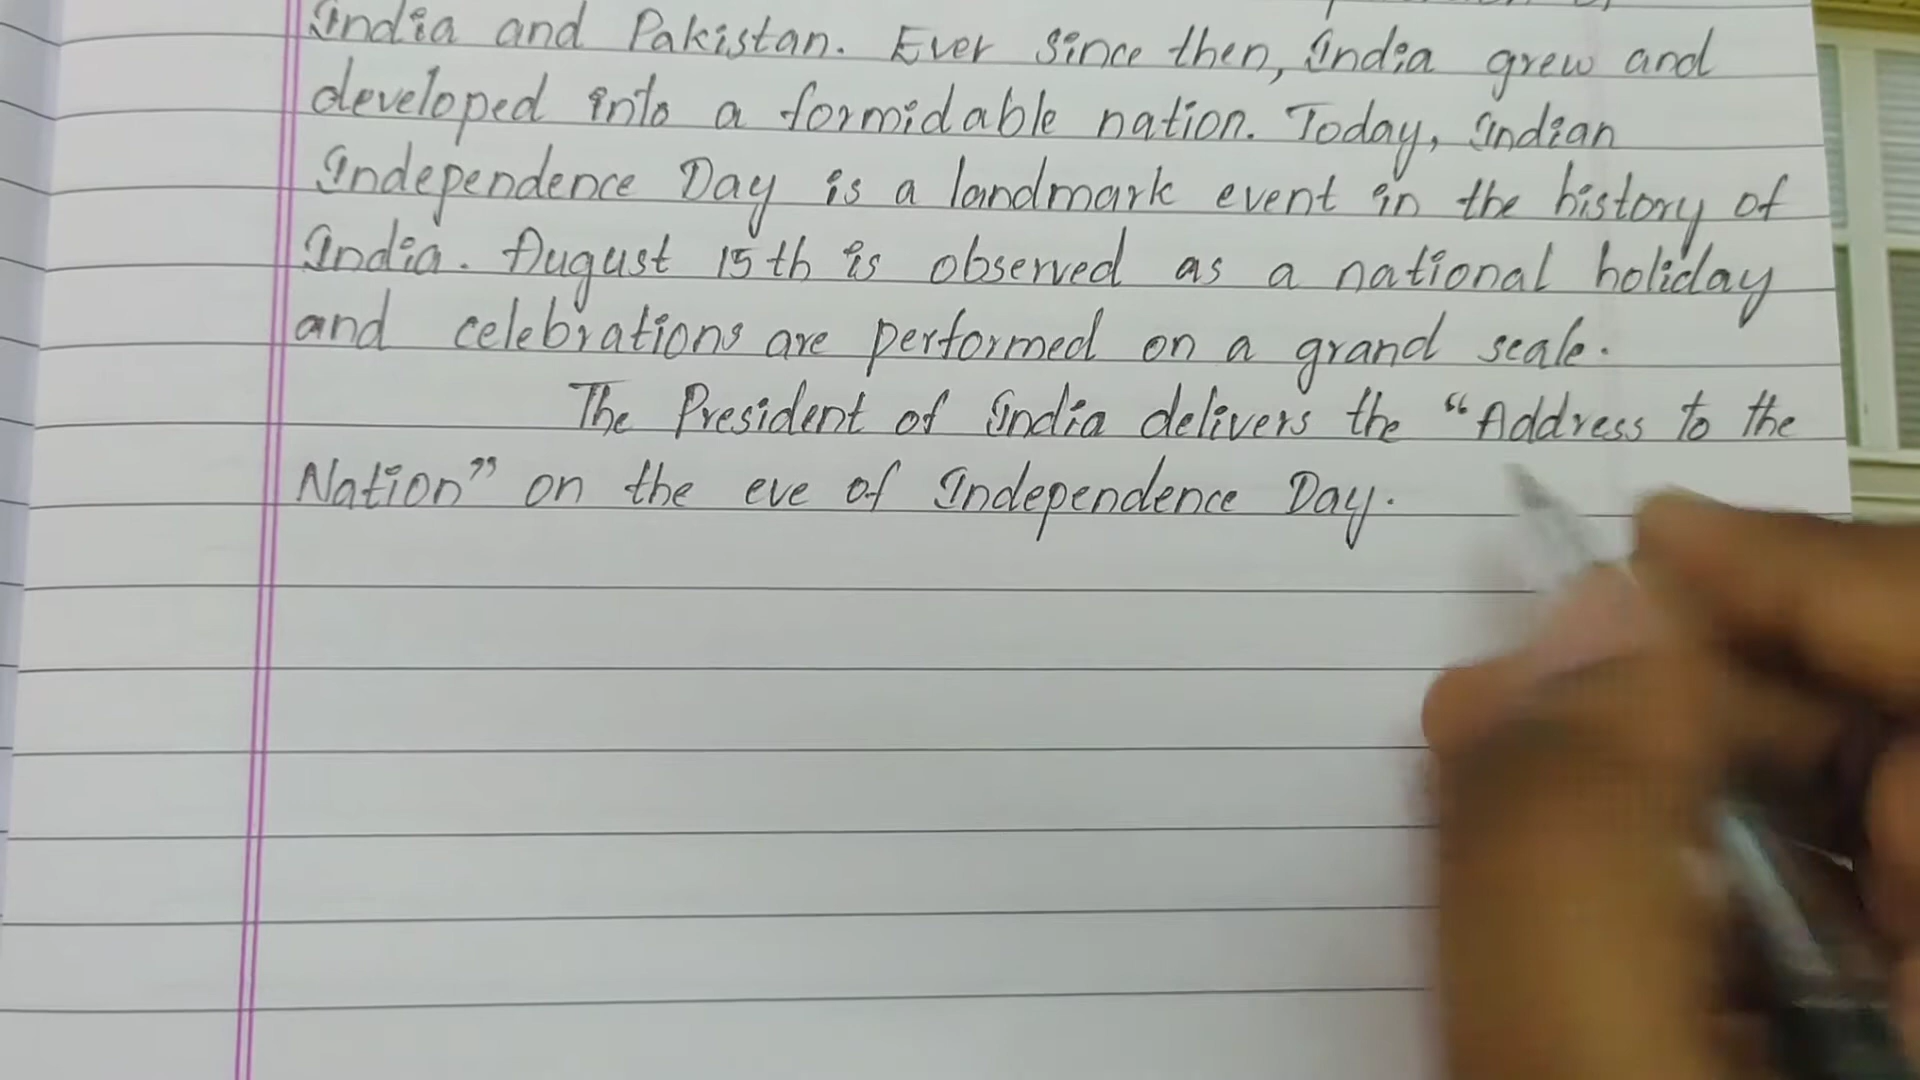 India and Pakistan. Ever since then, India grew and
developed into a formidable nation. Today, Indian
Independence Day is a landmark event in the history of
India. August 15th is observed as a national holiday
and celebrations are performed on a grand scale.
The President of India delivers the "Address to the
Nation" on the eve of Independence Day.